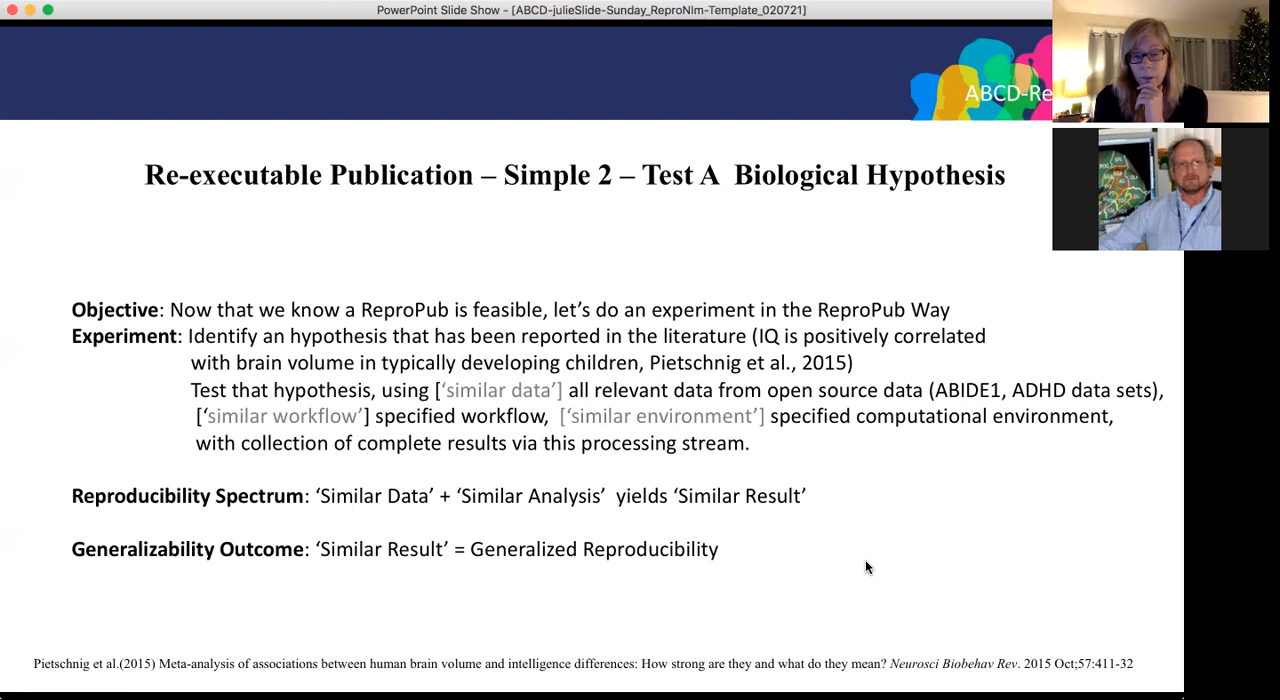 PowerPoint Slide Show - [ABCD-julieSlide-Sunday_ReproNIm-Template_020721]
ABCD-Re
Re-executable Publication – Simple 2 – Test A Biological Hypothesis
Objective: Now that we know a ReproPub is feasible, let’s do an experiment in the ReproPub Way
Experiment: Identify an hypothesis that has been reported in the literature (IQ is positively correlated
with brain volume in typically developing children, Pietschnig et al., 2015)
Test that hypothesis, using [‘similar data’] all relevant data from open source data (ABIDE1, ADHD data sets),
[‘similar workflow’] specified workflow, [‘similar environment’] specified computational environment,
with collection of complete results via this processing stream.
Reproducibility Spectrum: ‘Similar Data’ + ‘Similar Analysis’ yields ‘Similar Result’
Generalizability Outcome: ‘Similar Result’ = Generalized Reproducibility
Pietschnig et al.(2015) Meta-analysis of associations between human brain volume and intelligence differences: How strong are they and what do they mean? Neurosci Biobehav Rev. 2015 Oct;57:411-32